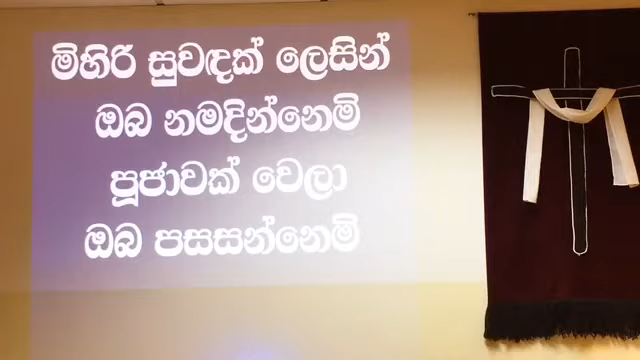 මිහිරි සුවඳක් ලෙසින්
ඔබ නමදින්නෙමි
පූජාවක් වෙලා
ඔබ පසසන්නෙමි